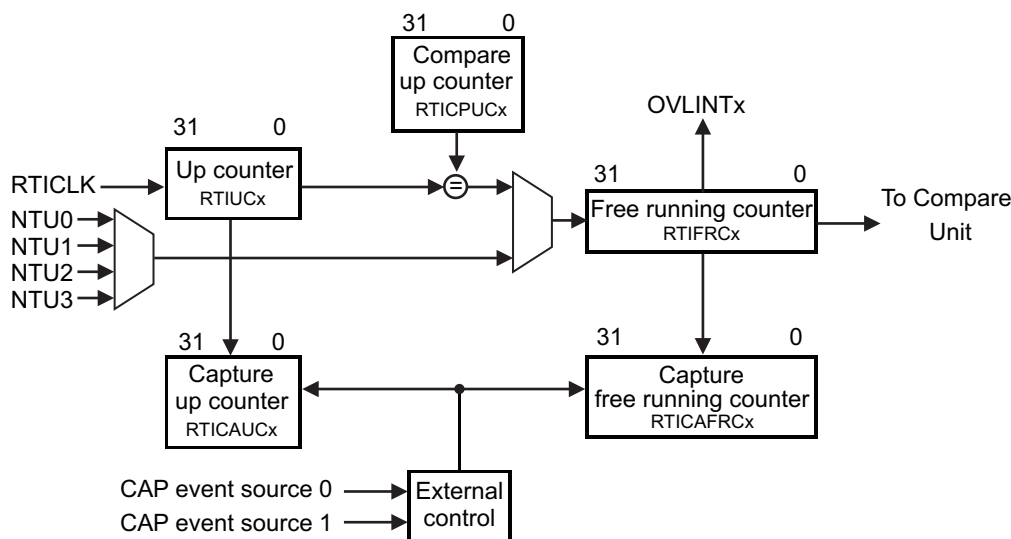 31 0
Compare
up counter
RTICPUCx
OVLINTx
31 0
Up counter
RTIUCx
RTICLK
=
31 0
Free running counter
RTIFRCx
To Compare
Unit
NTU0
NTU1
NTU2
NTU3
31 0
Capture
up counter
RTICAUCx
31 0
Capture
free running counter
RTICAFRCx
CAP event source 0
CAP event source 1
External
control